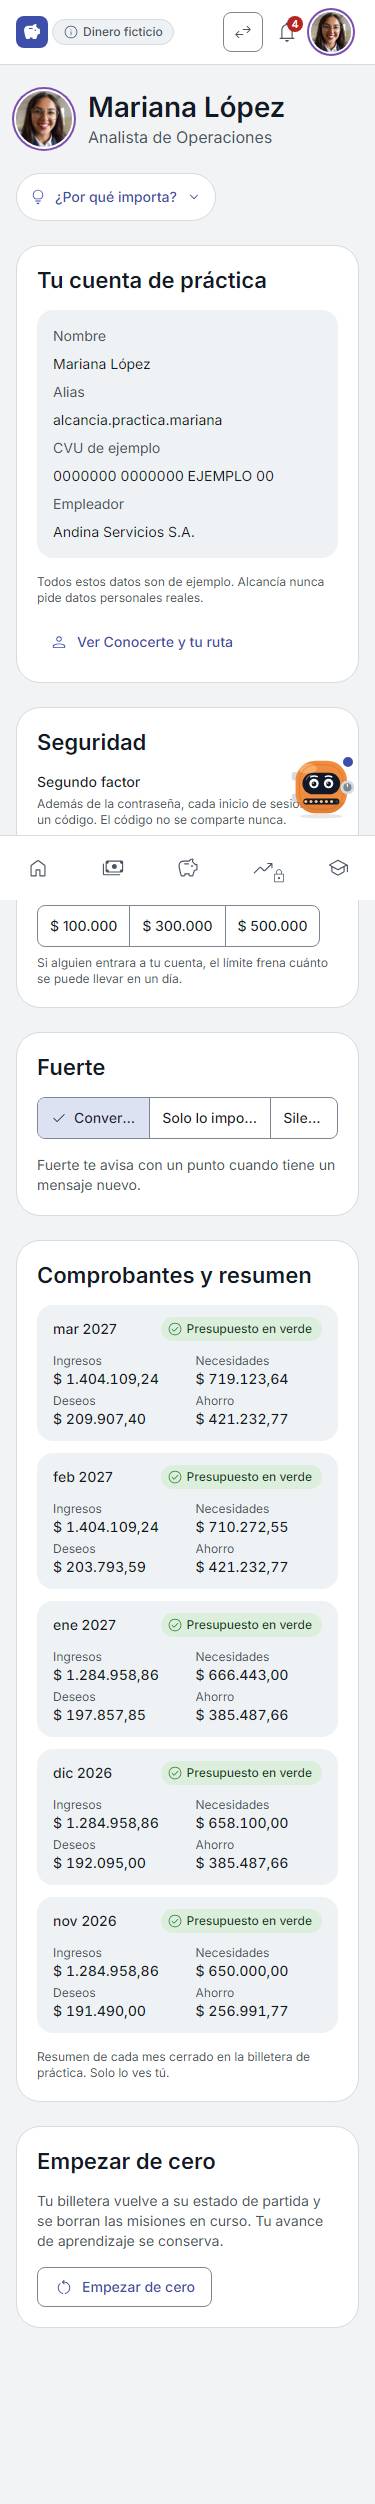 Dinero ficticio
4
Mariana López
Analista de Operaciones
¿Por qué importa?
Tu cuenta de práctica
Nombre
Mariana López
Alias
alcancia.practica.mariana
CVU de ejemplo
0000000 0000000 EJEMPLO 00
Empleador
Andina Servicios S.A.
Todos estos datos son de ejemplo. Alcancía nunca
pide datos personales reales.
Ver Conocerte y tu ruta
Seguridad
Segundo factor
Además de la contraseña, cada inicio de sesio
un código. El código no se comparte nunca.
$ 100.000
$ 300.000
$ 500.000
Si alguien entrara a tu cuenta, el límite frena cuánto
se puede llevar en un día.
Fuerte
Conver...
Solo lo impo...
Sile...
Fuerte te avisa con un punto cuando tiene un
mensaje nuevo.
Comprobantes y resumen
mar 2027 Presupuesto en verde
Ingresos Necesidades
$ 1.404.109,24 $ 719.123,64
Deseos Ahorro
$ 209.907,40 $ 421.232,77
feb 2027 Presupuesto en verde
Ingresos Necesidades
$ 1.404.109,24 $ 710.272,55
Deseos Ahorro
$ 203.793,59 $ 421.232,77
ene 2027 Presupuesto en verde
Ingresos Necesidades
$ 1.284.958,86 $ 666.443,00
Deseos Ahorro
$ 197.857,85 $ 385.487,66
dic 2026 Presupuesto en verde
Ingresos Necesidades
$ 1.284.958,86 $ 658.100,00
Deseos Ahorro
$ 192.095,00 $ 385.487,66
nov 2026 Presupuesto en verde
Ingresos Necesidades
$ 1.284.958,86 $ 650.000,00
Deseos Ahorro
$ 191.490,00 $ 256.991,77
Resumen de cada mes cerrado en la billetera de
práctica. Solo lo ves tú.
Empezar de cero
Tu billetera vuelve a su estado de partida y
se borran las misiones en curso. Tu avance
de aprendizaje se conserva.
Empezar de cero